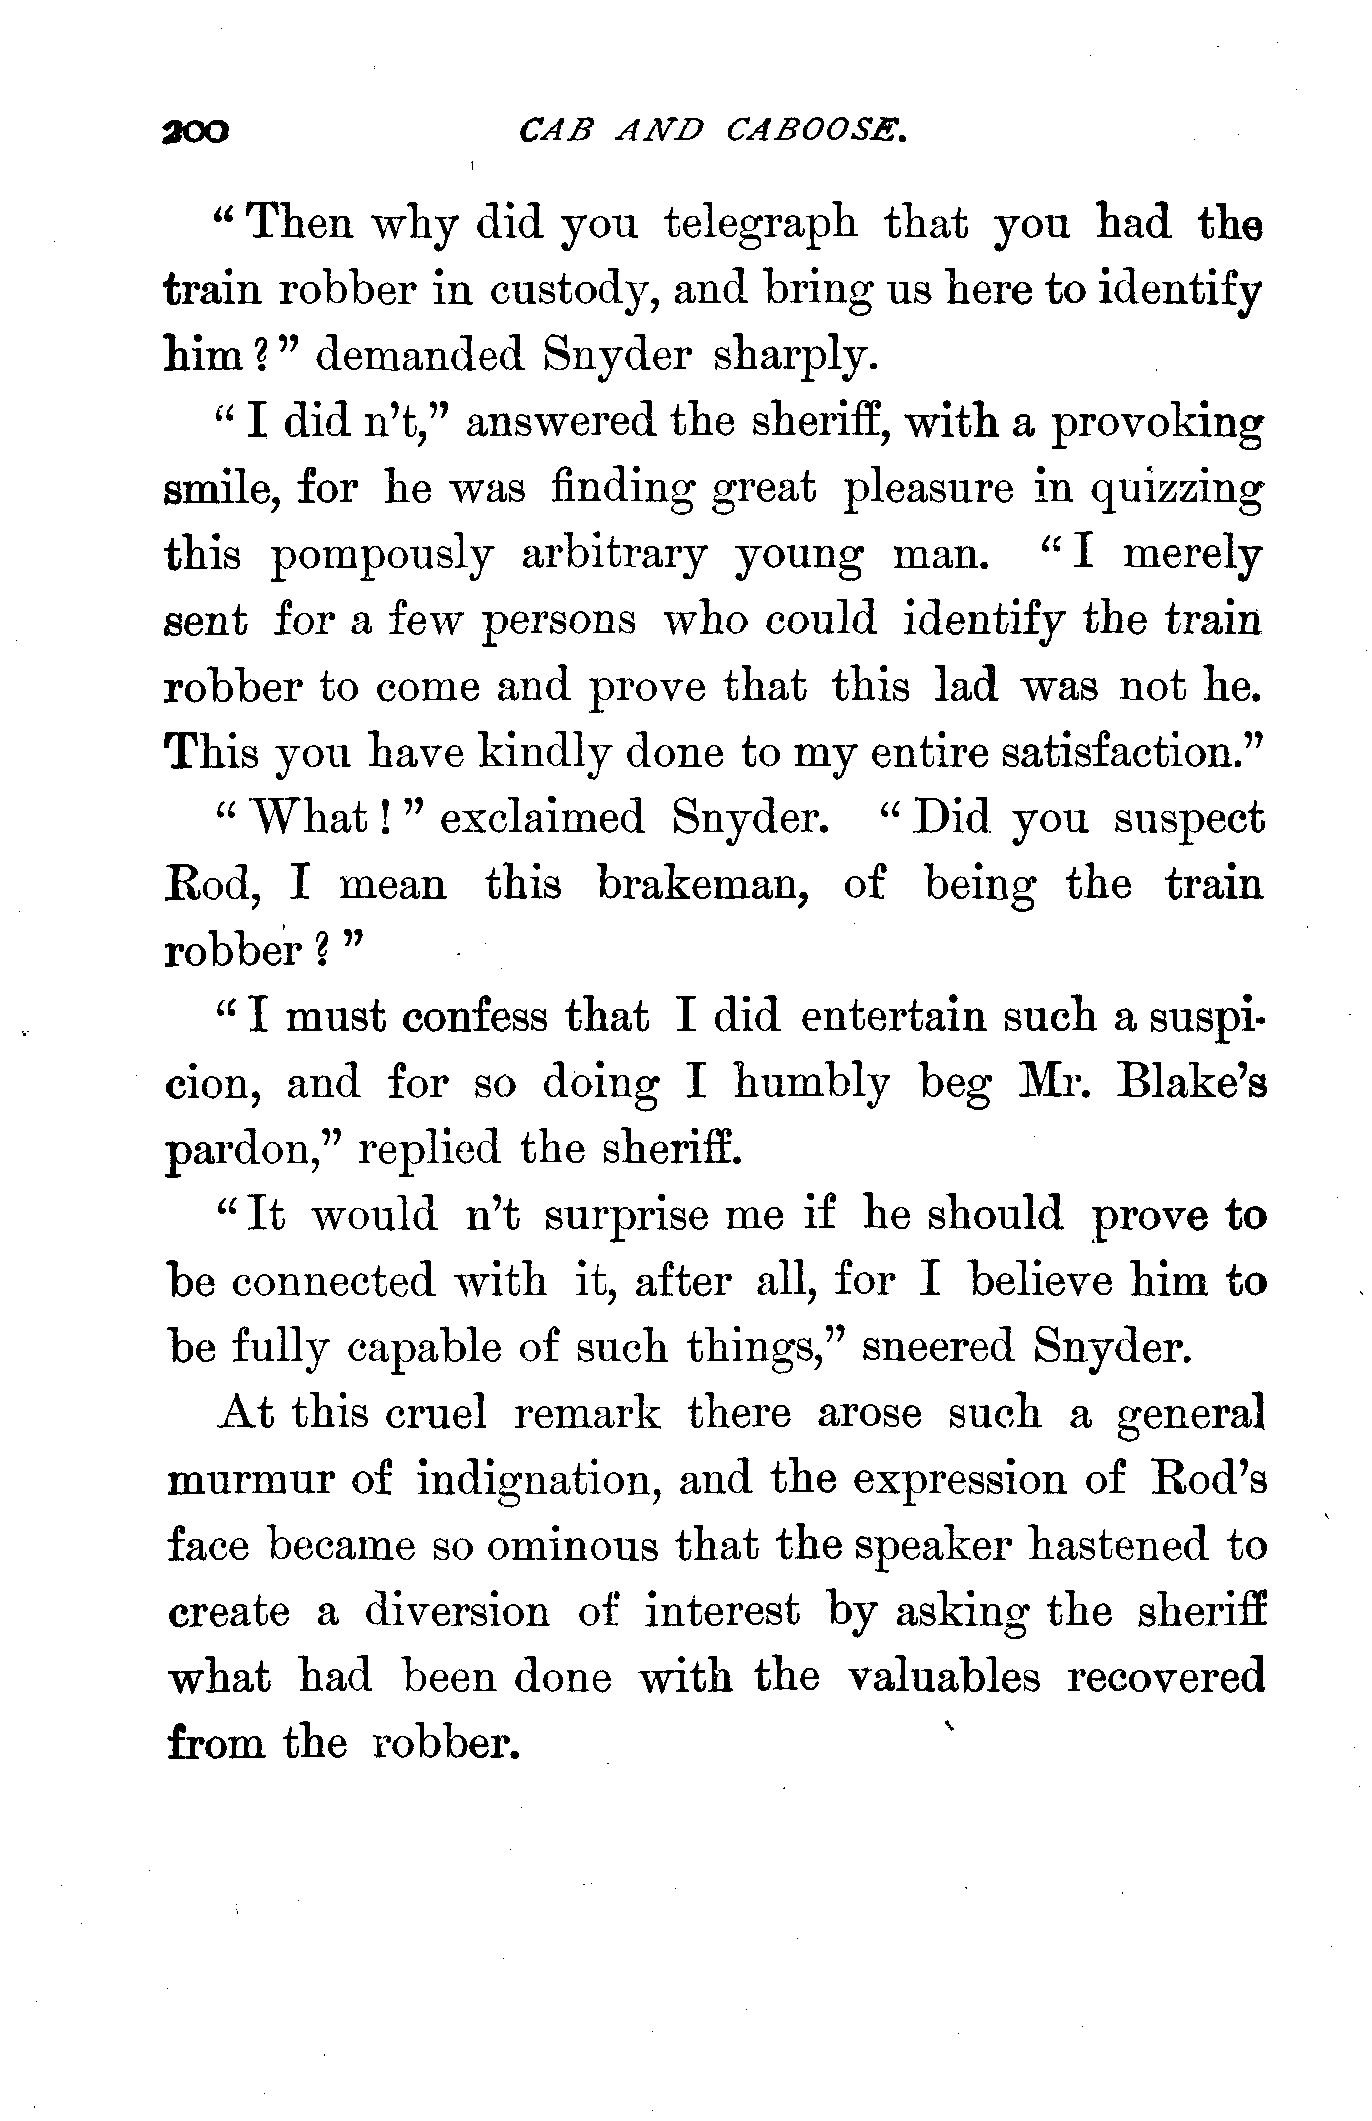 200 CAB AND CABOOSE.
“ Then why did you telegraph that you had the
train robber in custody, and bring us here to identify
him ? ” demanded Snyder sharply.
“ I did n’t,” answered the sheriff, with a provoking
smile, for he was finding great pleasure in quizzing
this pompously arbitrary young man. “ I merely
sent for a few persons who could identify the train
robber to come and prove that this lad was not he.
This you have kindly done to my entire satisfaction.”
“ What ! ” exclaimed Snyder. “ Did you suspect
Rod, I mean this brakeman, of being the train
robber ? ”
“ I must confess that I did entertain such a suspi-
cion, and for so doing I humbly beg Mr. Blake’s
pardon,” replied the sheriff.
“ It would n’t surprise me if he should prove to
be connected with it, after all, for I believe him to
be fully capable of such things,” sneered Snyder.
At this cruel remark there arose such a general
murmur of indignation, and the expression of Rod’s
face became so ominous that the speaker hastened to
create a diversion of interest by asking the sheriff
what had been done with the valuables recovered
from the robber.